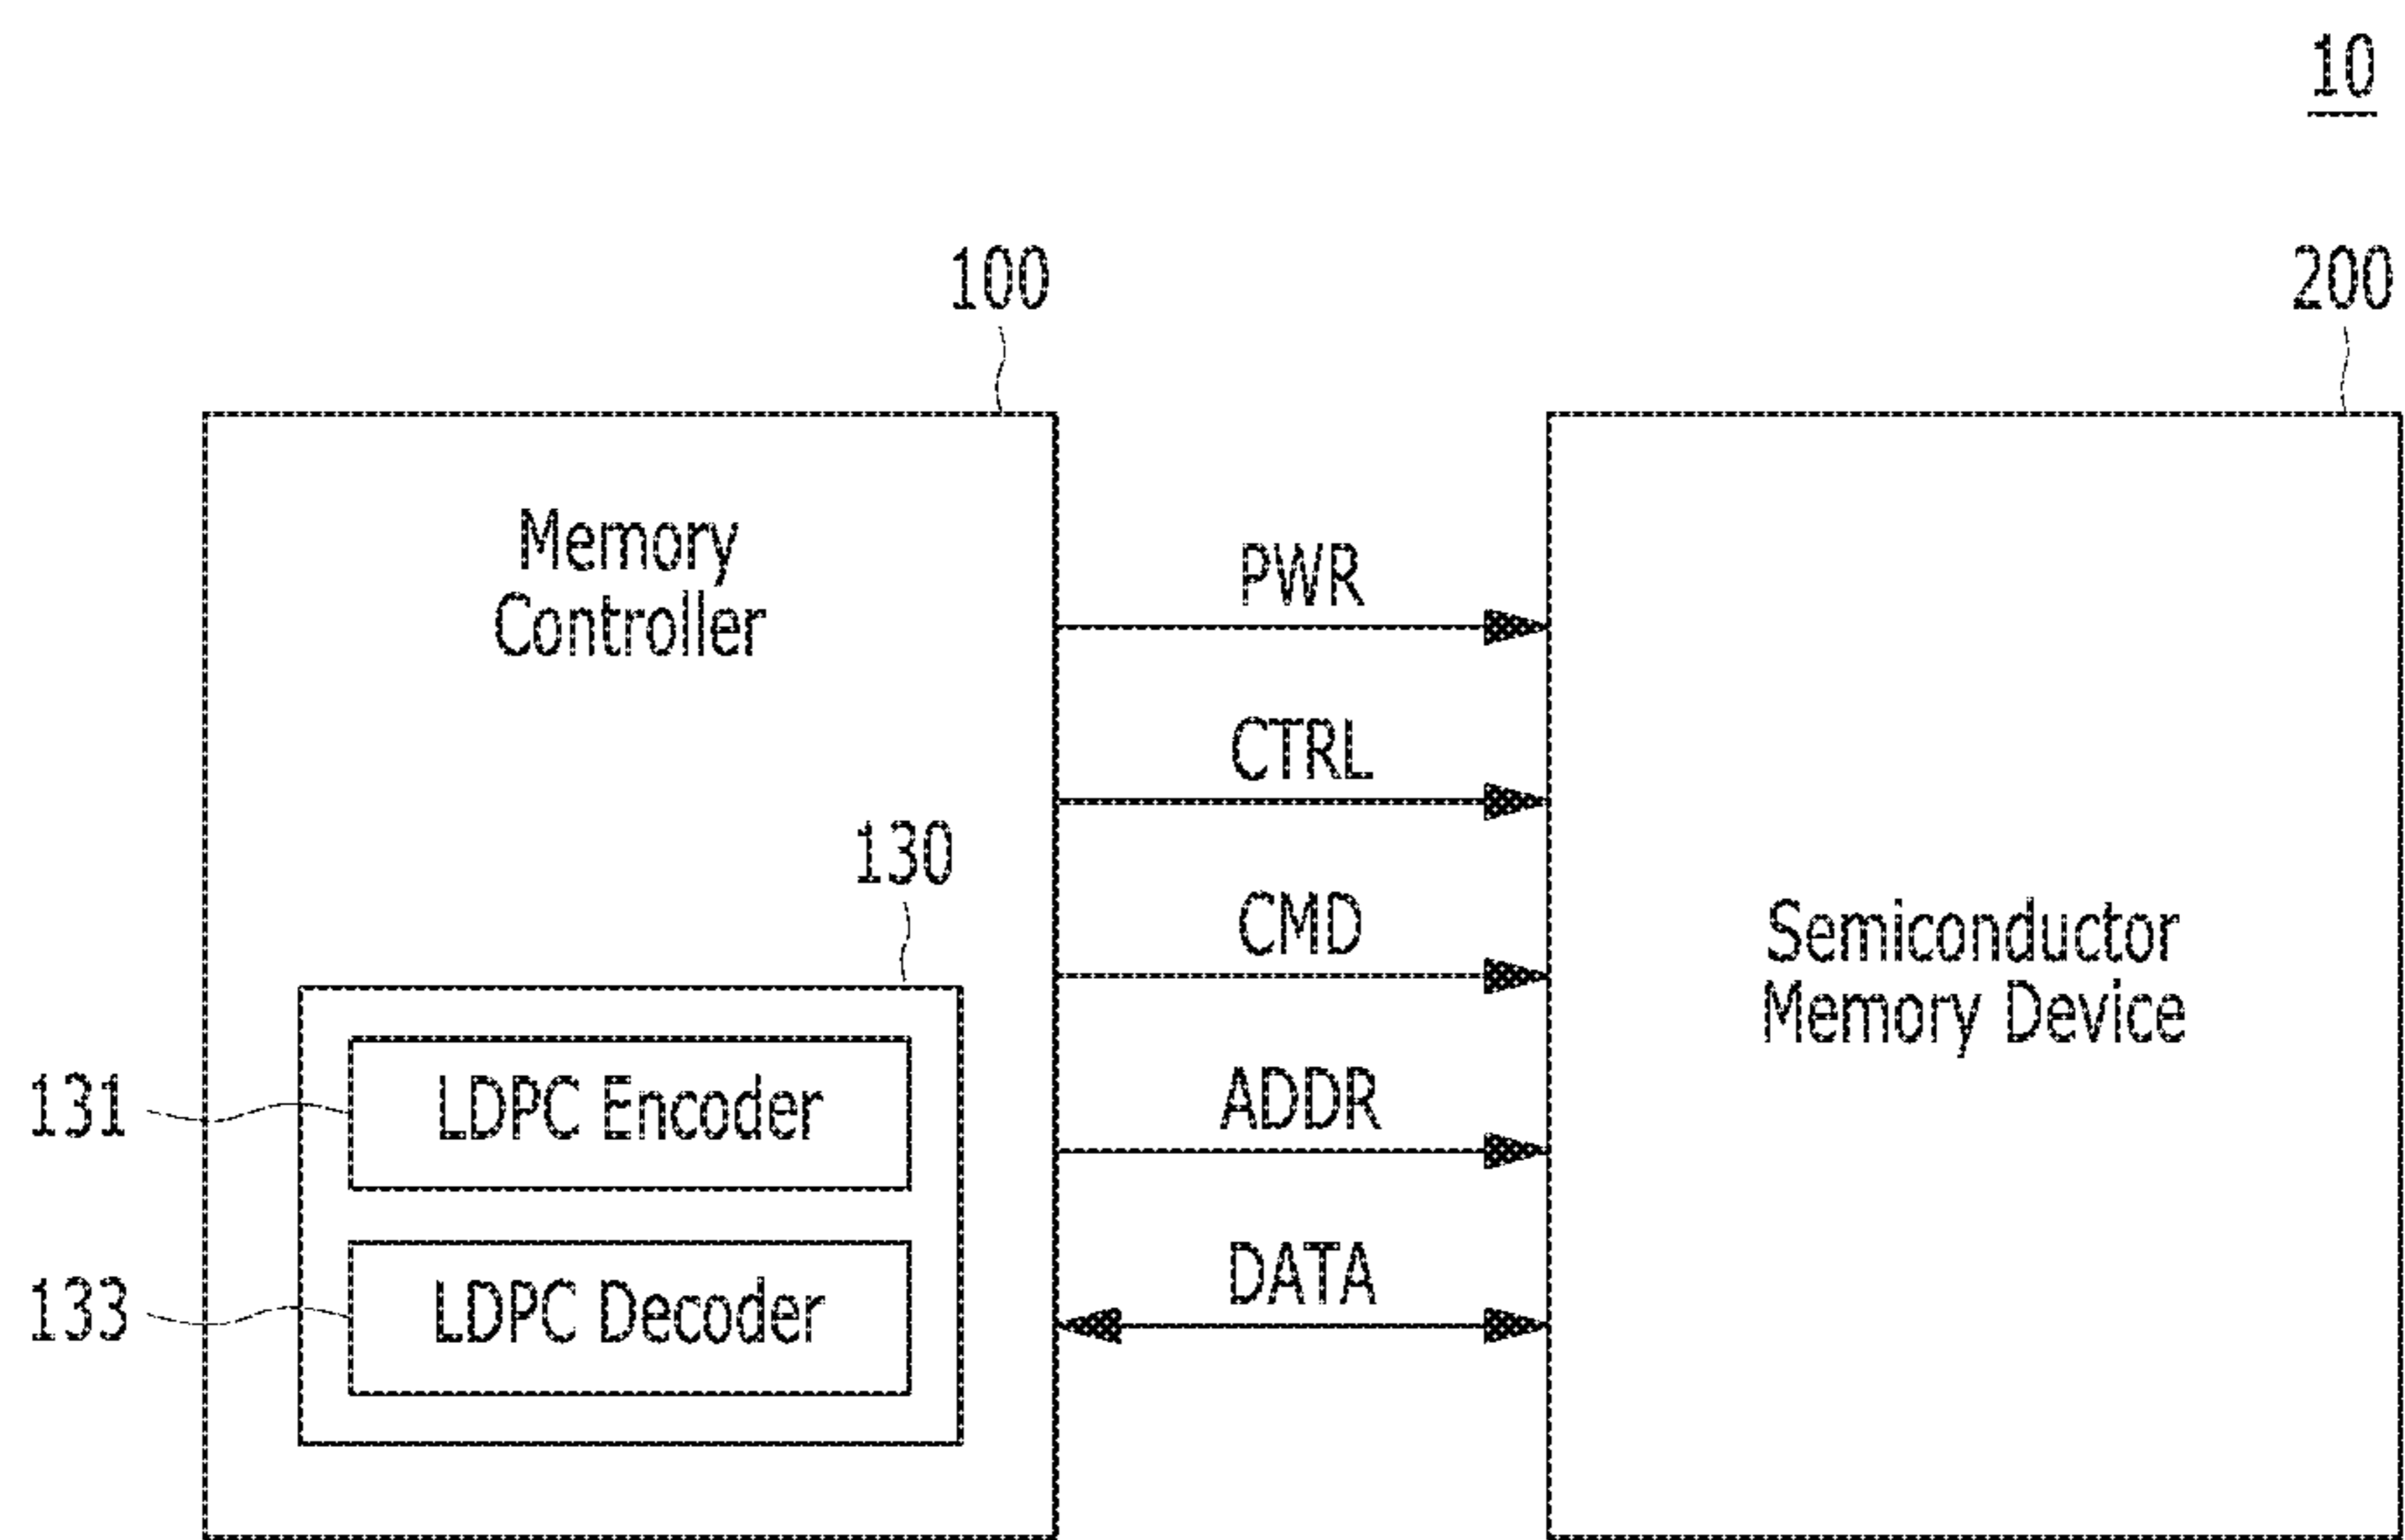 10
100
200
Memory
Controller
PWR
CTRL
130
CMD
Semiconductor
Memory Device
ADDR
131
LDPC Encoder
DATA
133
LDPC Decoder